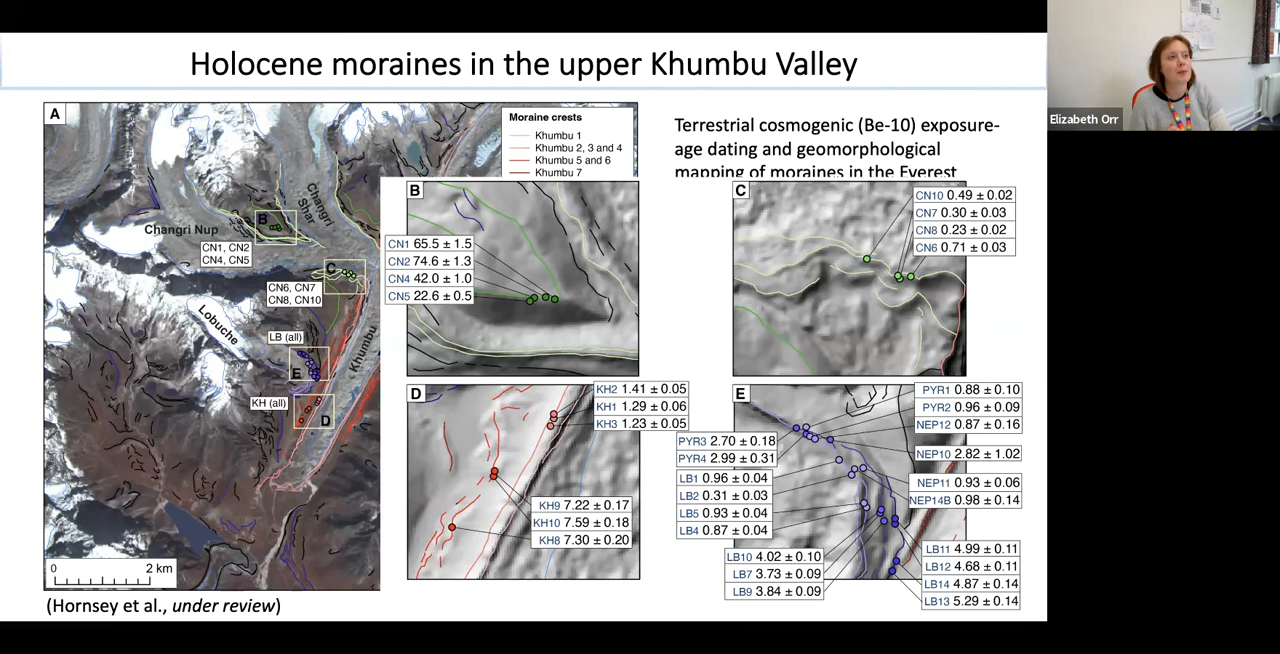 Holocene moraines in the upper Khumbu Valley
Elizabeth Orr
A
Moraine crests
Khumbu 1
Khumbu 2, 3 and 4
Khumbu 5 and 6
Khumbu 7
Changri Nup
Changri Shar
B
CN1, CN2
CN4, CN5
C
CN6, CN7
CN8, CN10
Lobuche
LB (all)
E
Khumbu
KH (all)
D
0 2 km
(Hornsey et al., under review)
Terrestrial cosmogenic (Be-10) exposure-
age dating and geomorphological
mapping of moraines in the Everest
B
CN1 65.5 ± 1.5
CN2 74.6 ± 1.3
CN4 42.0 ± 1.0
CN5 22.6 ± 0.5
C
CN10 0.49 ± 0.02
CN7 0.30 ± 0.03
CN8 0.23 ± 0.02
CN6 0.71 ± 0.03
D
KH2 1.41 ± 0.05
KH1 1.29 ± 0.06
KH3 1.23 ± 0.05
KH9 7.22 ± 0.17
KH10 7.59 ± 0.18
KH8 7.30 ± 0.20
E
PYR1 0.88 ± 0.10
PYR2 0.96 ± 0.09
NEP12 0.87 ± 0.16
PYR3 2.70 ± 0.18
PYR4 2.99 ± 0.31
NEP10 2.82 ± 1.02
LB1 0.96 ± 0.04
LB2 0.31 ± 0.03
LB5 0.93 ± 0.04
LB4 0.87 ± 0.04
NEP11 0.93 ± 0.06
NEP14B 0.98 ± 0.14
LB10 4.02 ± 0.10
LB7 3.73 ± 0.09
LB9 3.84 ± 0.09
LB11 4.99 ± 0.11
LB12 4.68 ± 0.11
LB14 4.87 ± 0.14
LB13 5.29 ± 0.14